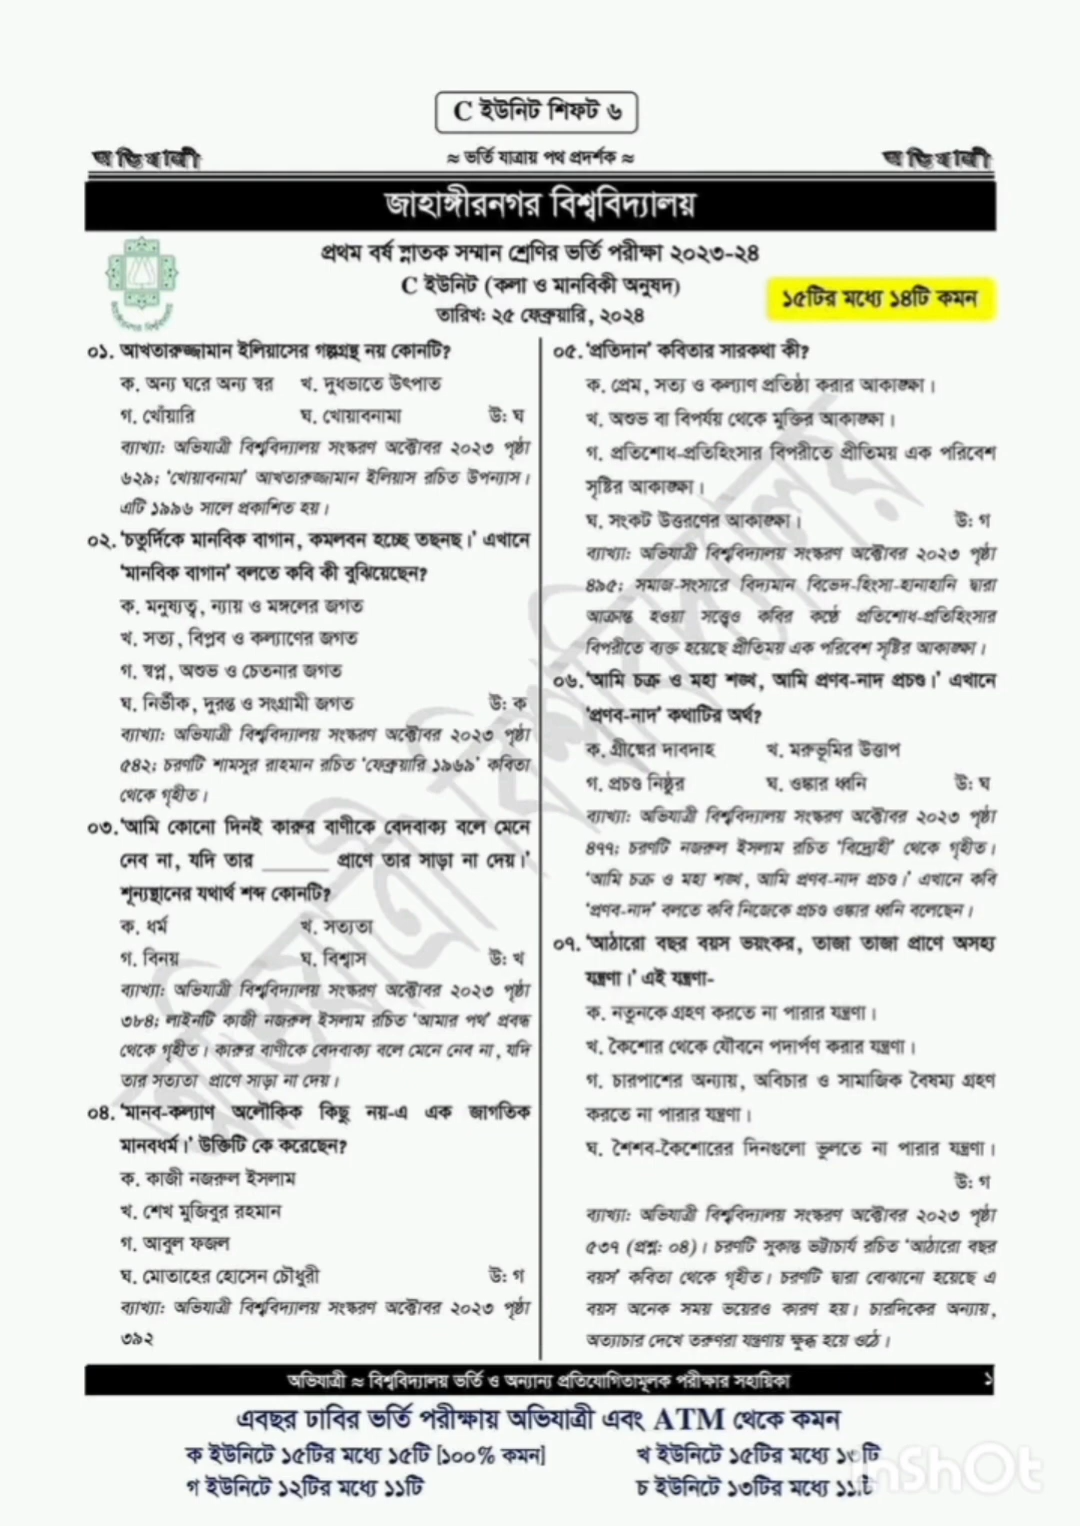 C ইউনিট শিফট ৬
অভিযাত্রী
≈ ভর্তি যাত্রায় পথ প্রদর্শক ≈
অভিযাত্রী
জাহাঙ্গীরনগর বিশ্ববিদ্যালয়
প্রথম বর্ষ স্নাতক সম্মান শ্রেণির ভর্তি পরীক্ষা ২০২৩-২৪
C ইউনিট (কলা ও মানবিকী অনুষদ)
তারিখ: ২৫ ফেব্রুয়ারি, ২০২৪
১৫টির মধ্যে ১৪টি কমন
০১. আখতারুজ্জামান ইলিয়াসের গল্পগ্রন্থ নয় কোনটি?
ক. অন্য ঘরে অন্য স্বর খ. দুধভাতে উৎপাত
গ. খোঁয়ারি ঘ. খোয়াবনামা উ: ঘ
ব্যাখ্যা: অভিযাত্রী বিশ্ববিদ্যালয় সংস্করণ অক্টোবর ২০২৩ পৃষ্ঠা
৬২৯; 'খোয়াবনামা' আখতারুজ্জামান ইলিয়াস রচিত উপন্যাস।
এটি ১৯৯৬ সালে প্রকাশিত হয়।
০২. 'চতুর্দিকে মানবিক বাগান, কমলবন হচ্ছে তছনছ।' এখানে
'মানবিক বাগান' বলতে কবি কী বুঝিয়েছেন?
ক. মনুষ্যত্ব, ন্যায় ও মঙ্গলের জগত
খ. সত্য, বিপ্লব ও কল্যাণের জগত
গ. স্বপ্ন, অশুভ ও চেতনার জগত
ঘ. নির্ভীক, দুরন্ত ও সংগ্রামী জগত উ: ক
ব্যাখ্যা: অভিযাত্রী বিশ্ববিদ্যালয় সংস্করণ অক্টোবর ২০২৩ পৃষ্ঠা
৫৪২; চরণটি শামসুর রাহমান রচিত 'ফেব্রুয়ারি ১৯৬৯' কবিতা
থেকে গৃহীত।
০৩. 'আমি কোনো দিনই কারুর বাণীকে বেদবাক্য বলে মেনে
নেব না, যদি তার ______ প্রাণে তার সাড়া না দেয়।'
শূন্যস্থানের যথার্থ শব্দ কোনটি?
ক. ধর্ম খ. সত্যতা
গ. বিনয় ঘ. বিশ্বাস উ: খ
ব্যাখ্যা: অভিযাত্রী বিশ্ববিদ্যালয় সংস্করণ অক্টোবর ২০২৩ পৃষ্ঠা
৩৮৪; লাইনটি কাজী নজরুল ইসলাম রচিত 'আমার পথ' প্রবন্ধ
থেকে গৃহীত। কারুর বাণীকে বেদবাক্য বলে মেনে নেব না, যদি
তার সত্যতা প্রাণে সাড়া না দেয়।
০৪. 'মানব-কল্যাণ অলৌকিক কিছু নয়-এ এক জাগতিক
মানবধর্ম।' উক্তিটি কে করেছেন?
ক. কাজী নজরুল ইসলাম
খ. শেখ মুজিবুর রহমান
গ. আবুল ফজল
ঘ. মোতাহের হোসেন চৌধুরী উ: গ
ব্যাখ্যা: অভিযাত্রী বিশ্ববিদ্যালয় সংস্করণ অক্টোবর ২০২৩ পৃষ্ঠা
৩৯২
০৫. 'প্রতিদান' কবিতার সারকথা কী?
ক. প্রেম, সত্য ও কল্যাণ প্রতিষ্ঠা করার আকাঙ্ক্ষা।
খ. অশুভ বা বিপর্যয় থেকে মুক্তির আকাঙ্ক্ষা।
গ. প্রতিশোধ-প্রতিহিংসার বিপরীতে প্রীতিময় এক পরিবেশ
সৃষ্টির আকাঙ্ক্ষা।
ঘ. সংকট উত্তরণের আকাঙ্ক্ষা। উ: গ
ব্যাখ্যা: অভিযাত্রী বিশ্ববিদ্যালয় সংস্করণ অক্টোবর ২০২৩ পৃষ্ঠা
৪৯৫; সমাজ-সংসারে বিদ্যমান বিভেদ-হিংসা-হানাহানি দ্বারা
আক্রান্ত হওয়া সত্ত্বেও কবির কণ্ঠে প্রতিশোধ-প্রতিহিংসার
বিপরীতে ব্যক্ত হয়েছে প্রীতিময় এক পরিবেশ সৃষ্টির আকাঙ্ক্ষা।
০৬. 'আমি চক্র ও মহা শঙ্খ, আমি প্রণব-নাদ প্রচণ্ড।' এখানে
'প্রণব-নাদ' কথাটির অর্থ?
ক. গ্রীষ্মের দাবদাহ খ. মরুভূমির উত্তাপ
গ. প্রচণ্ড নিষ্ঠুর ঘ. ওঙ্কার ধ্বনি উ: ঘ
ব্যাখ্যা: অভিযাত্রী বিশ্ববিদ্যালয় সংস্করণ অক্টোবর ২০২৩ পৃষ্ঠা
৪৭৭; চরণটি নজরুল ইসলাম রচিত 'বিদ্রোহী' থেকে গৃহীত।
'আমি চক্র ও মহা শঙ্খ, আমি প্রণব-নাদ প্রচণ্ড।' এখানে কবি
'প্রণব-নাদ' বলতে কবি নিজেকে প্রচণ্ড ওঙ্কার ধ্বনি বলেছেন।
০৭. 'আঠারো বছর বয়স ভয়ংকর, তাজা তাজা প্রাণে অসহ্য
যন্ত্রণা।' এই যন্ত্রণা-
ক. নতুনকে গ্রহণ করতে না পারার যন্ত্রণা।
খ. কৈশোর থেকে যৌবনে পদার্পণ করার যন্ত্রণা।
গ. চারপাশের অন্যায়, অবিচার ও সামাজিক বৈষম্য গ্রহণ
করতে না পারার যন্ত্রণা।
ঘ. শৈশব-কৈশোরের দিনগুলো ভুলতে না পারার যন্ত্রণা।
উ: গ
ব্যাখ্যা: অভিযাত্রী বিশ্ববিদ্যালয় সংস্করণ অক্টোবর ২০২৩ পৃষ্ঠা
৫৩৭ (প্রশ্ন: ০৪)। চরণটি সুকান্ত ভট্টাচার্য রচিত 'আঠারো বছর
বয়স' কবিতা থেকে গৃহীত। চরণটি দ্বারা বোঝানো হয়েছে এ
বয়স অনেক সময় ভয়েরও কারণ হয়। চারদিকের অন্যায়,
অত্যাচার দেখে তরুণরা যন্ত্রণায় ক্ষুব্ধ হয়ে ওঠে।
অভিযাত্রী বিশ্ববিদ্যালয়
অভিযাত্রী ≈ বিশ্ববিদ্যালয় ভর্তি ও অন্যান্য প্রতিযোগিতামূলক পরীক্ষার সহায়িকা ১
এবছর ঢাবির ভর্তি পরীক্ষায় অভিযাত্রী এবং ATM থেকে কমন
ক ইউনিটে ১৫টির মধ্যে ১৫টি [১০০% কমন] খ ইউনিটে ১৫টির মধ্যে ১৩টি
গ ইউনিটে ১২টির মধ্যে ১১টি চ ইউনিটে ১৩টির মধ্যে ১১টি
InShOt